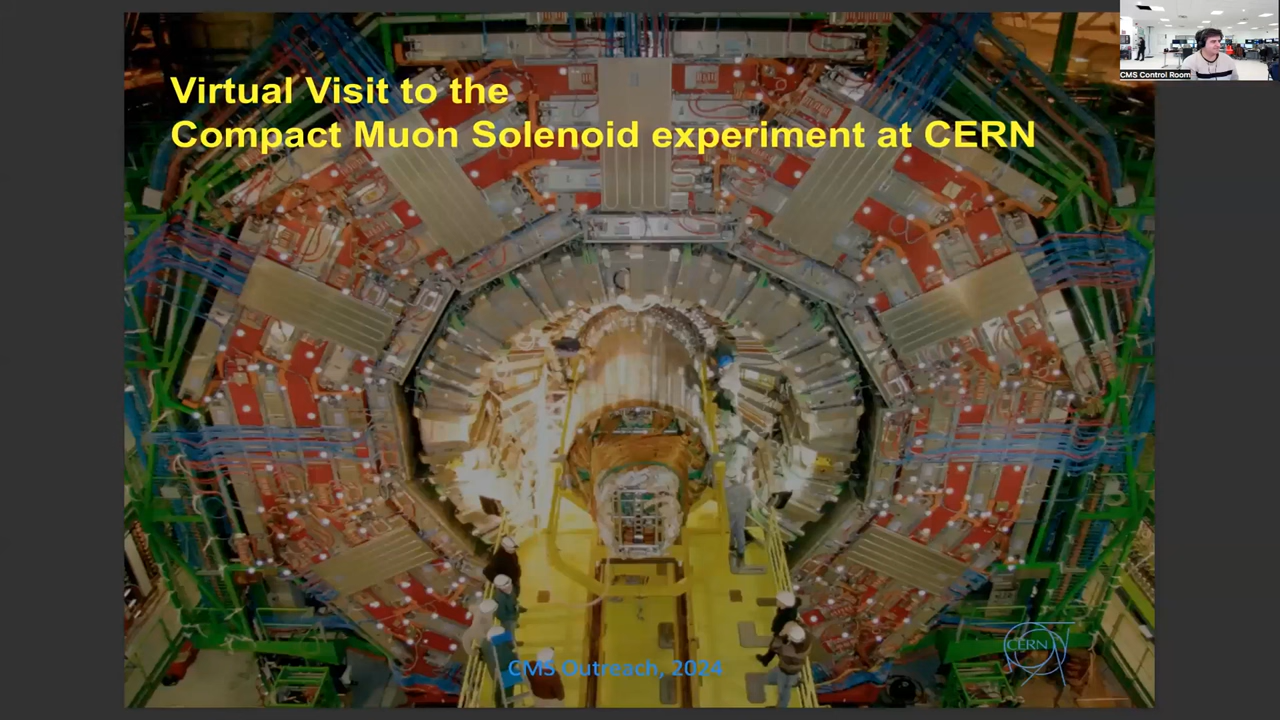 Virtual Visit to the
Compact Muon Solenoid experiment at CERN
CMS Control Room
CMS Outreach, 2024
CERN